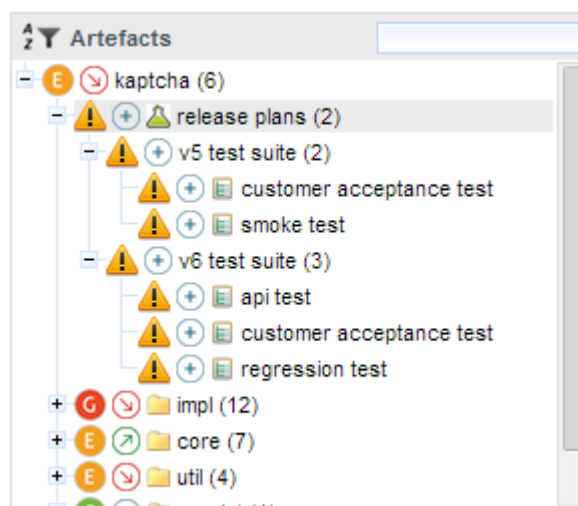 A
Z
Artefacts
E kaptcha (6)
release plans (2)
v5 test suite (2)
customer acceptance test
smoke test
v6 test suite (3)
api test
customer acceptance test
regression test
G impl (12)
E core (7)
E util (4)